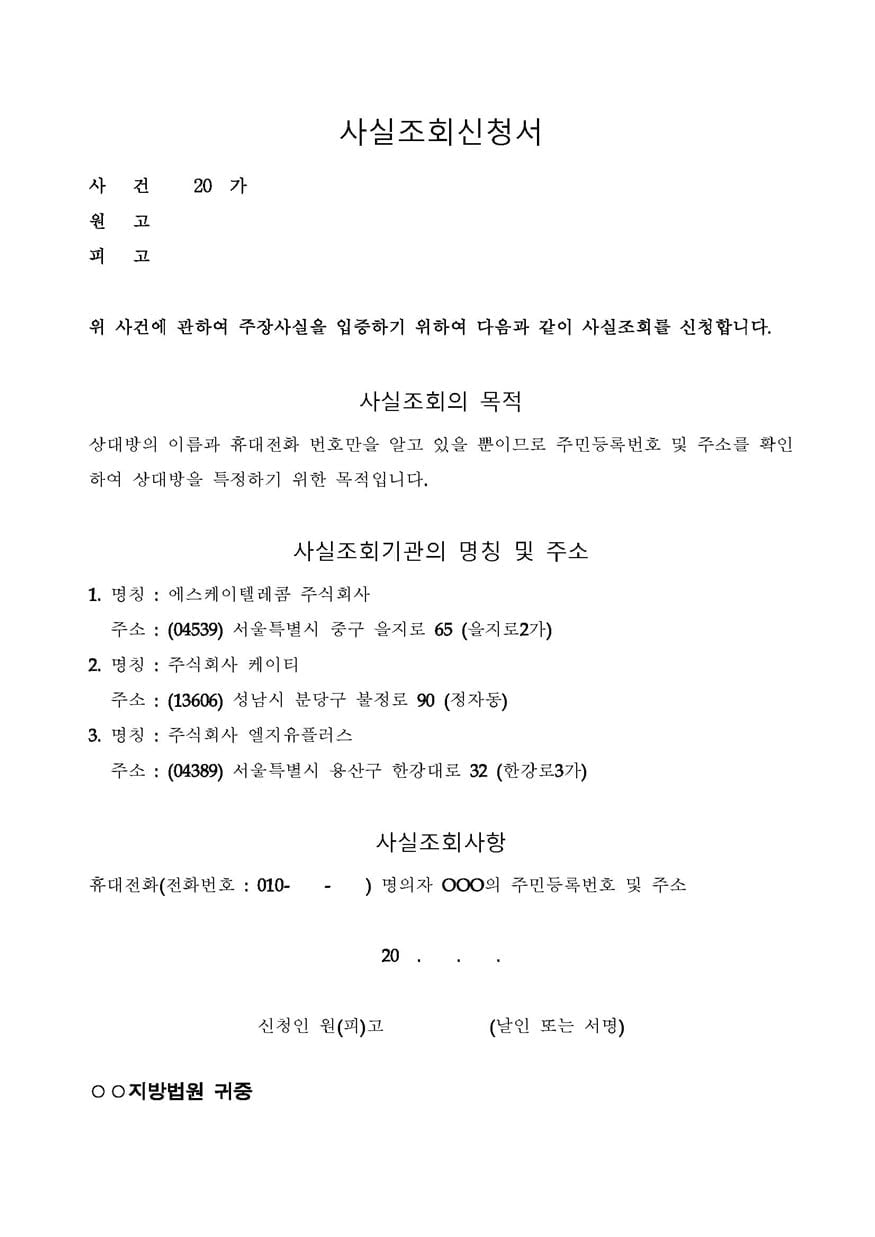 사실조회신청서
사 건 20 가
원 고
피 고
위 사건에 관하여 주장사실을 입증하기 위하여 다음과 같이 사실조회를 신청합니다.
사실조회의 목적
상대방의 이름과 휴대전화 번호만을 알고 있을 뿐이므로 주민등록번호 및 주소를 확인
하여 상대방을 특정하기 위한 목적입니다.
사실조회기관의 명칭 및 주소
1. 명칭 : 에스케이텔레콤 주식회사
주소 : (04539) 서울특별시 중구 을지로 65 (을지로2가)
2. 명칭 : 주식회사 케이티
주소 : (13606) 성남시 분당구 불정로 90 (정자동)
3. 명칭 : 주식회사 엘지유플러스
주소 : (04389) 서울특별시 용산구 한강대로 32 (한강로3가)
사실조회사항
휴대전화(전화번호 : 010- - ) 명의자 OOO의 주민등록번호 및 주소
20 . . .
신청인 원(피)고 (날인 또는 서명)
○○지방법원 귀중